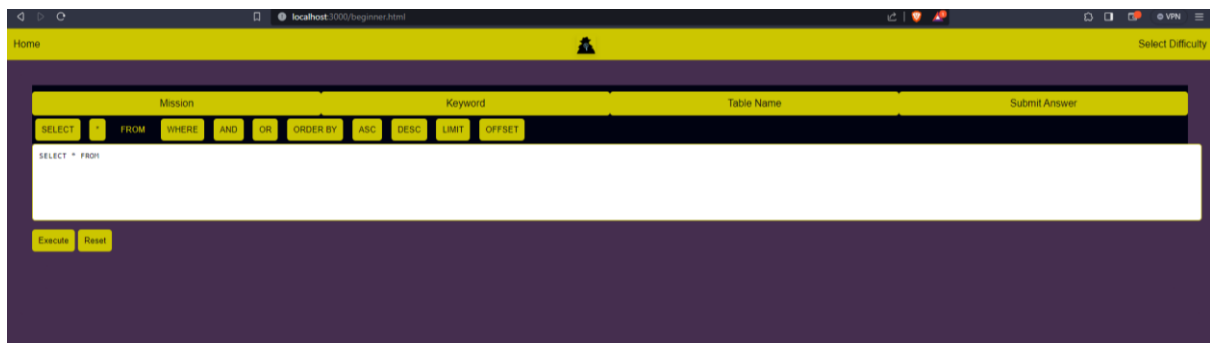 localhost:3000/beginner.html VPN
Home Select Difficulty
Mission Keyword Table Name Submit Answer
SELECT * FROM WHERE AND OR ORDER BY ASC DESC LIMIT OFFSET
SELECT * FROM
Execute Reset